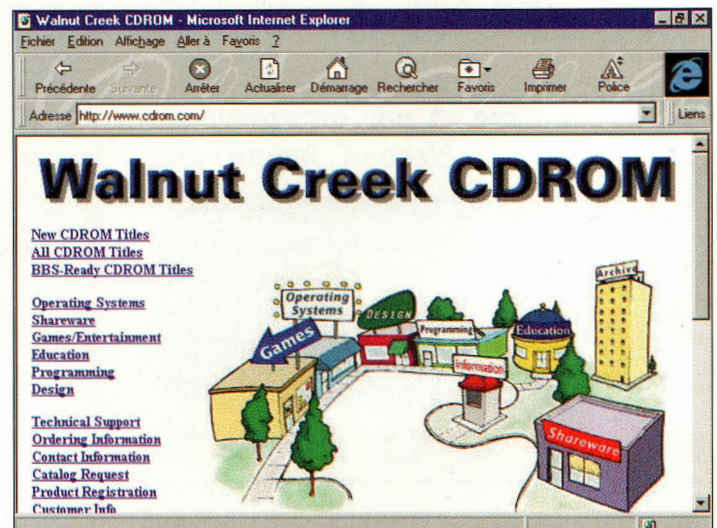 Walnut Creek CDROM - Microsoft Internet Explorer
Fichier Edition Affichage Aller à Favoris ?
Précédente Suivante Arrêter Actualiser Démarrage Rechercher Favoris Imprimer Police
Adresse http://www.cdrom.com/ Liens
Walnut Creek CDROM
New CDROM Titles
All CDROM Titles
BBS-Ready CDROM Titles
Operating Systems
Shareware
Games/Entertainment
Education
Programming
Design
Technical Support
Ordering Information
Contact Information
Catalog Request
Product Registration
Customer Info
Games
Operating
Systems
DESIGN
Programming
Education
Archive
Information
Shareware